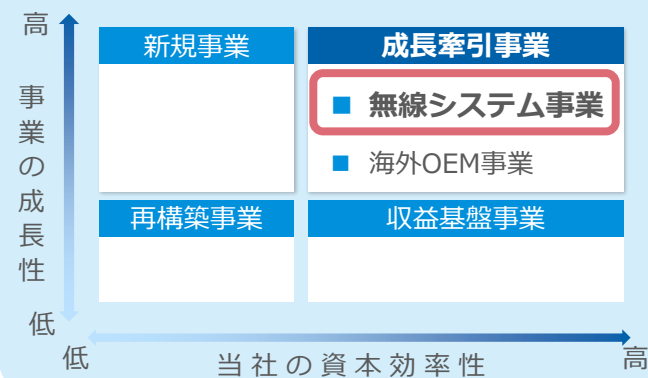 高
新規事業
成長牽引事業
■ 無線システム事業
■ 海外OEM事業
事業の成長性
再構築事業
収益基盤事業
低
低
当社の資本効率性
高